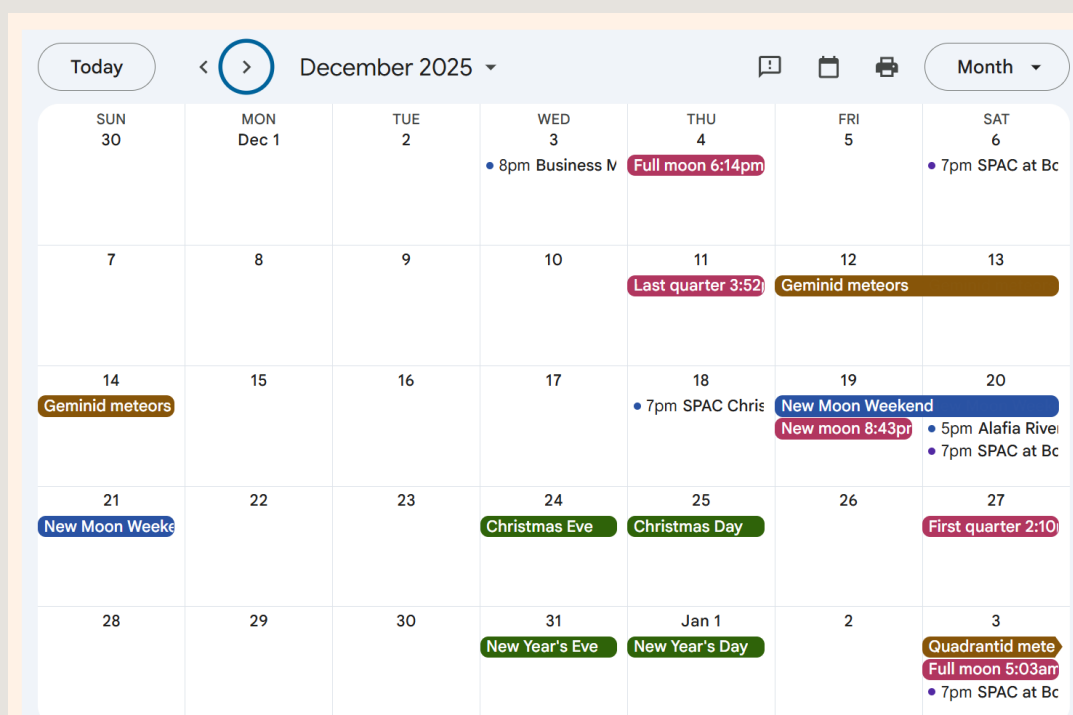 Today
December 2025
Month
SUN MON TUE WED THU FRI SAT
30 Dec 1 2 3 4 5 6
8pm Business M Full moon 6:14pm 7pm SPAC at Bo
7 8 9 10 11 12 13
Last quarter 3:52 Geminid meteors
14 15 16 17 18 19 20
Geminid meteors 7pm SPAC Chris New Moon Weekend
New moon 8:43pm 5pm Alafia River
7pm SPAC at Bo
21 22 23 24 25 26 27
New Moon Weeke Christmas Eve Christmas Day First quarter 2:10
28 29 30 31 Jan 1 2 3
New Year's Eve New Year's Day Quadrantid mete
Full moon 5:03am
7pm SPAC at Bo